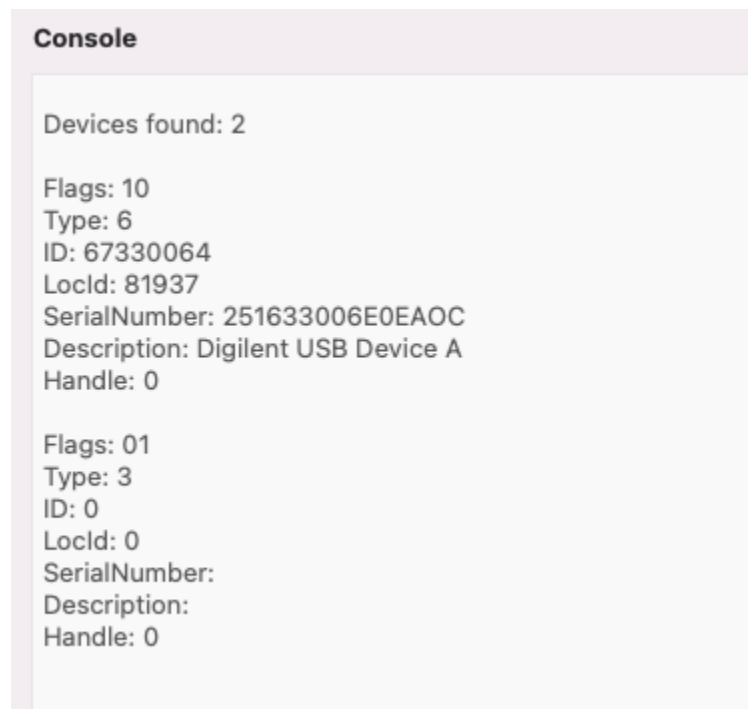 Console
Devices found: 2
Flags: 10
Type: 6
ID: 67330064
LocId: 81937
SerialNumber: 251633006E0EAOC
Description: Digilent USB Device A
Handle: 0
Flags: 01
Type: 3
ID: 0
LocId: 0
SerialNumber:
Description:
Handle: 0